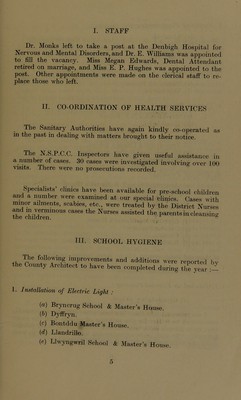 I. STAFF
Dr. Monks left to take a post at the Denbigh Hospital for
Nervous and Mental Disorders, and Dr. E. Williams was appointed
to fill the vacancy. Miss Megan Edwards, Dental Attendant
retired on marriage, and Miss E. P. Hughes was appointed to the
post. Other appointments were made on the clerical staff to re-
place those who left.
II. CO-ORDINATION OF HEALTH SERVICES
The Sanitary Authorities have again kindly co-operated as
in the past in dealing with matters brought to their notice.
The N.S.P.C.C. Inspectors have given useful assistance in
a number of cases. 30 cases were investigated involving over 100
visits. There were no prosecutions recorded.
Specialists' clinics have been available for pre-school children
and a number were examined at our special clinics. Cases with
minor ailments, scabies, etc., were treated by the District Nurses
and in verminous cases the Nurses assisted the parents in cleansing
the children.
III. SCHOOL HYGIENE
The following improvements and additions were reported by
the County Architect to have been completed during the year :—
1. Installation of Electric Light :
(a) Bryncrug School & Master's House.
(b) Dyffryn.
(c) Bontddu Master's House.
(d) Llandrillo.
(e) Llwyngwril School & Master's House.
5